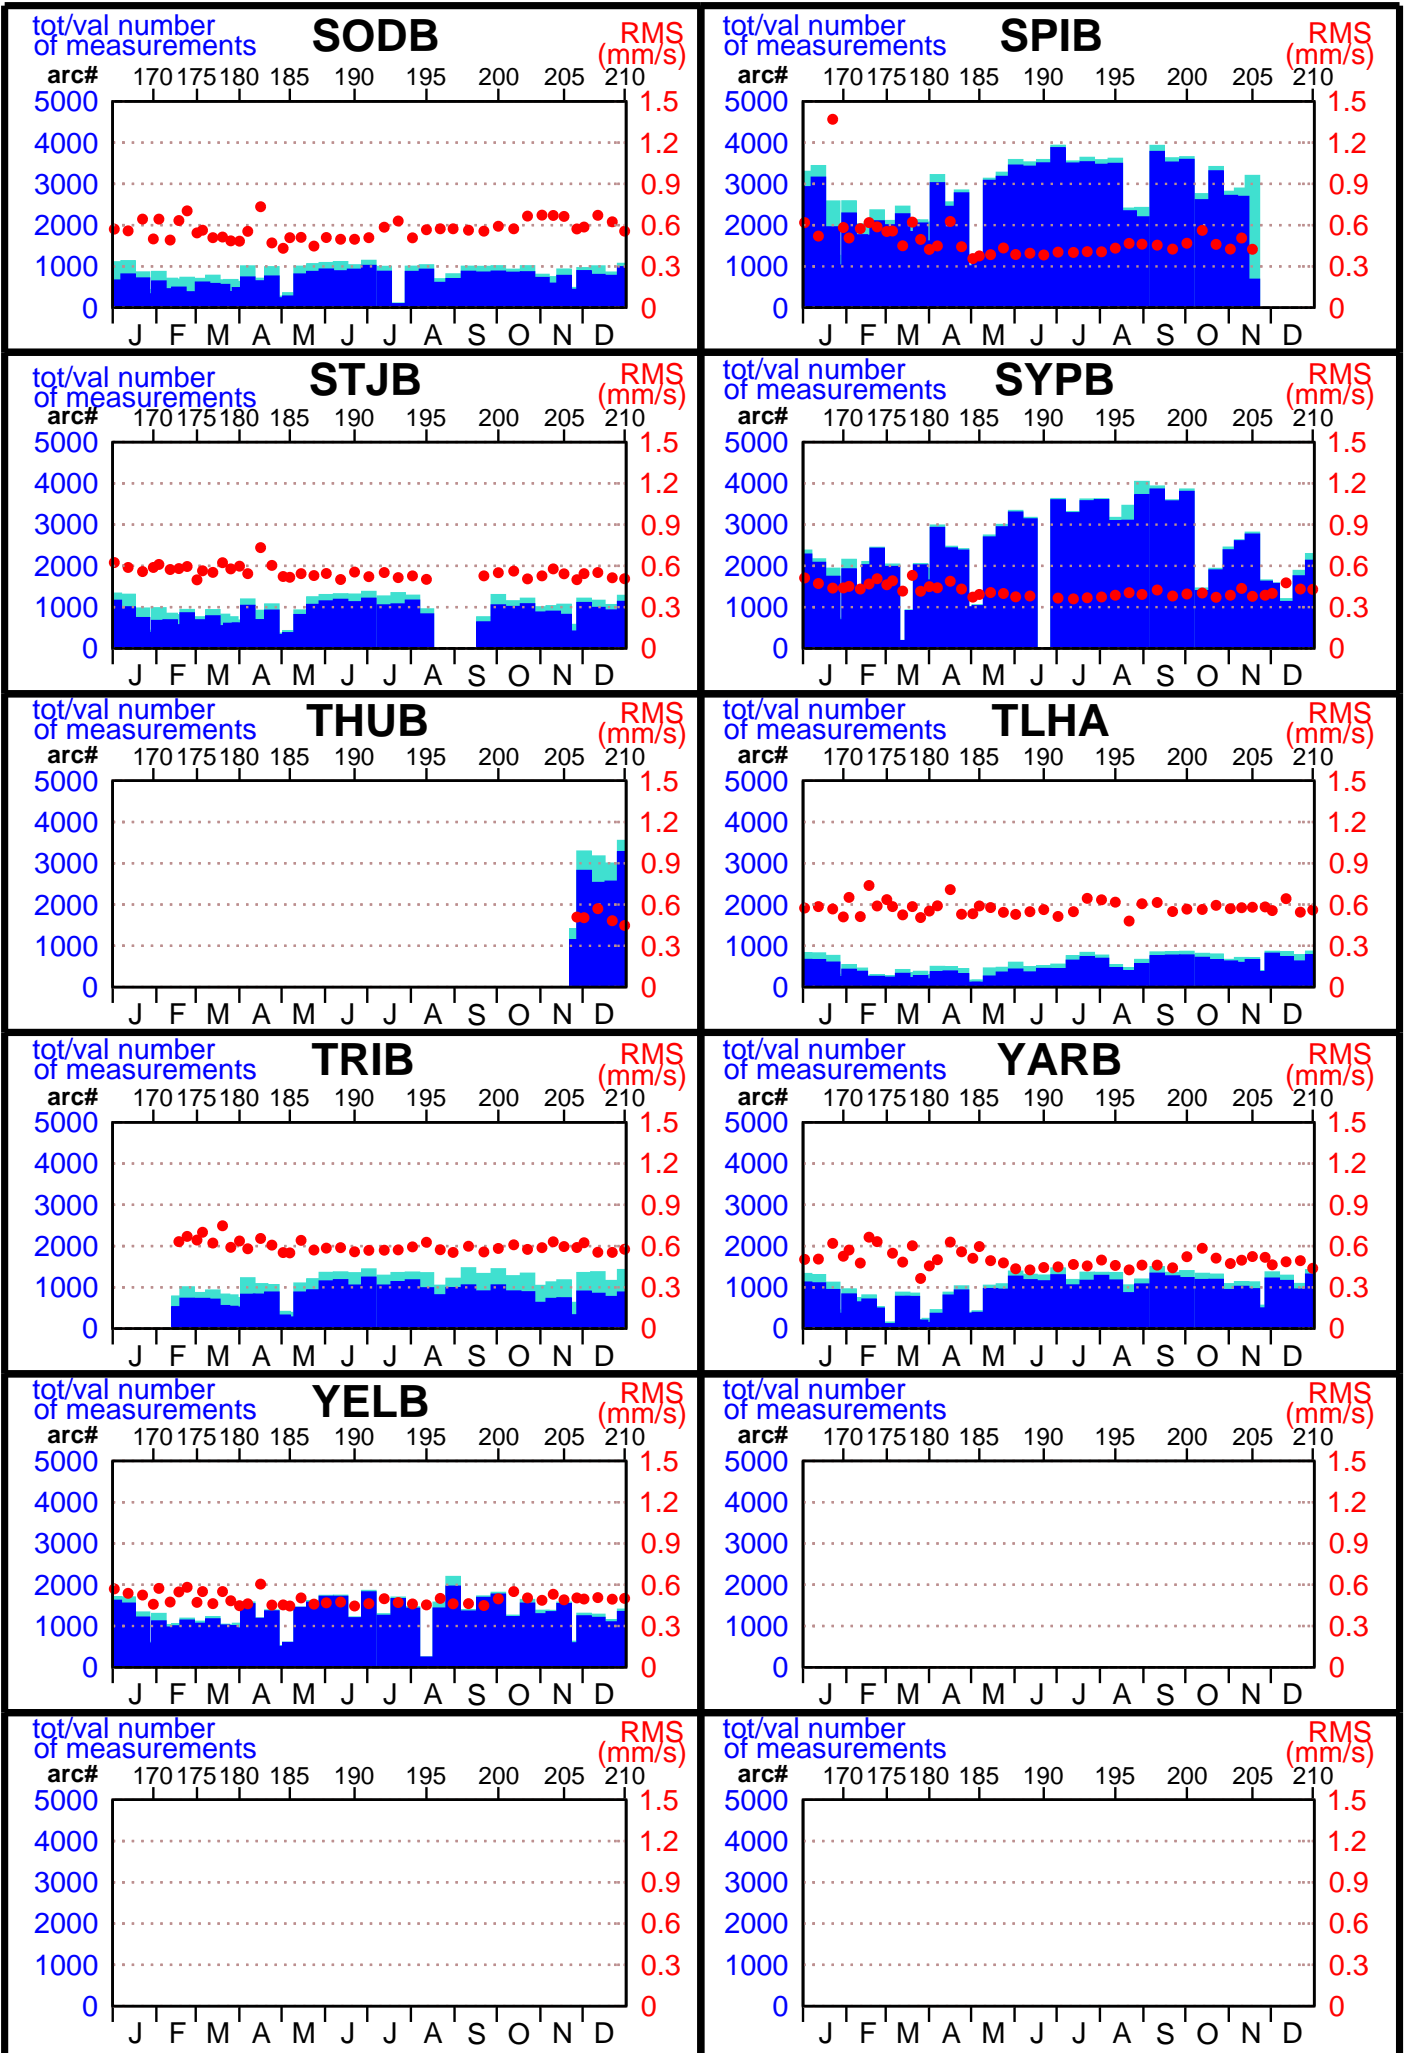 tot/val number
of measurements
SODB
RMS
(mm/s)
arc# 170 175 180 185 190 195 200 205 210
5000 1.5
4000 1.2
3000 0.9
2000 0.6
1000 0.3
0 0
J F M A M J J A S O N D
tot/val number
of measurements
SPIB
RMS
(mm/s)
arc# 170 175 180 185 190 195 200 205 210
5000 1.5
4000 1.2
3000 0.9
2000 0.6
1000 0.3
0 0
J F M A M J J A S O N D
tot/val number
of measurements
STJB
RMS
(mm/s)
arc# 170 175 180 185 190 195 200 205 210
5000 1.5
4000 1.2
3000 0.9
2000 0.6
1000 0.3
0 0
J F M A M J J A S O N D
tot/val number
of measurements
SYPB
RMS
(mm/s)
arc# 170 175 180 185 190 195 200 205 210
5000 1.5
4000 1.2
3000 0.9
2000 0.6
1000 0.3
0 0
J F M A M J J A S O N D
tot/val number
of measurements
THUB
RMS
(mm/s)
arc# 170 175 180 185 190 195 200 205 210
5000 1.5
4000 1.2
3000 0.9
2000 0.6
1000 0.3
0 0
J F M A M J J A S O N D
tot/val number
of measurements
TLHA
RMS
(mm/s)
arc# 170 175 180 185 190 195 200 205 210
5000 1.5
4000 1.2
3000 0.9
2000 0.6
1000 0.3
0 0
J F M A M J J A S O N D
tot/val number
of measurements
TRIB
RMS
(mm/s)
arc# 170 175 180 185 190 195 200 205 210
5000 1.5
4000 1.2
3000 0.9
2000 0.6
1000 0.3
0 0
J F M A M J J A S O N D
tot/val number
of measurements
YARB
RMS
(mm/s)
arc# 170 175 180 185 190 195 200 205 210
5000 1.5
4000 1.2
3000 0.9
2000 0.6
1000 0.3
0 0
J F M A M J J A S O N D
tot/val number
of measurements
YELB
RMS
(mm/s)
arc# 170 175 180 185 190 195 200 205 210
5000 1.5
4000 1.2
3000 0.9
2000 0.6
1000 0.3
0 0
J F M A M J J A S O N D
tot/val number
of measurements
RMS
(mm/s)
arc# 170 175 180 185 190 195 200 205 210
5000 1.5
4000 1.2
3000 0.9
2000 0.6
1000 0.3
0 0
J F M A M J J A S O N D
tot/val number
of measurements
RMS
(mm/s)
arc# 170 175 180 185 190 195 200 205 210
5000 1.5
4000 1.2
3000 0.9
2000 0.6
1000 0.3
0 0
J F M A M J J A S O N D
tot/val number
of measurements
RMS
(mm/s)
arc# 170 175 180 185 190 195 200 205 210
5000 1.5
4000 1.2
3000 0.9
2000 0.6
1000 0.3
0 0
J F M A M J J A S O N D